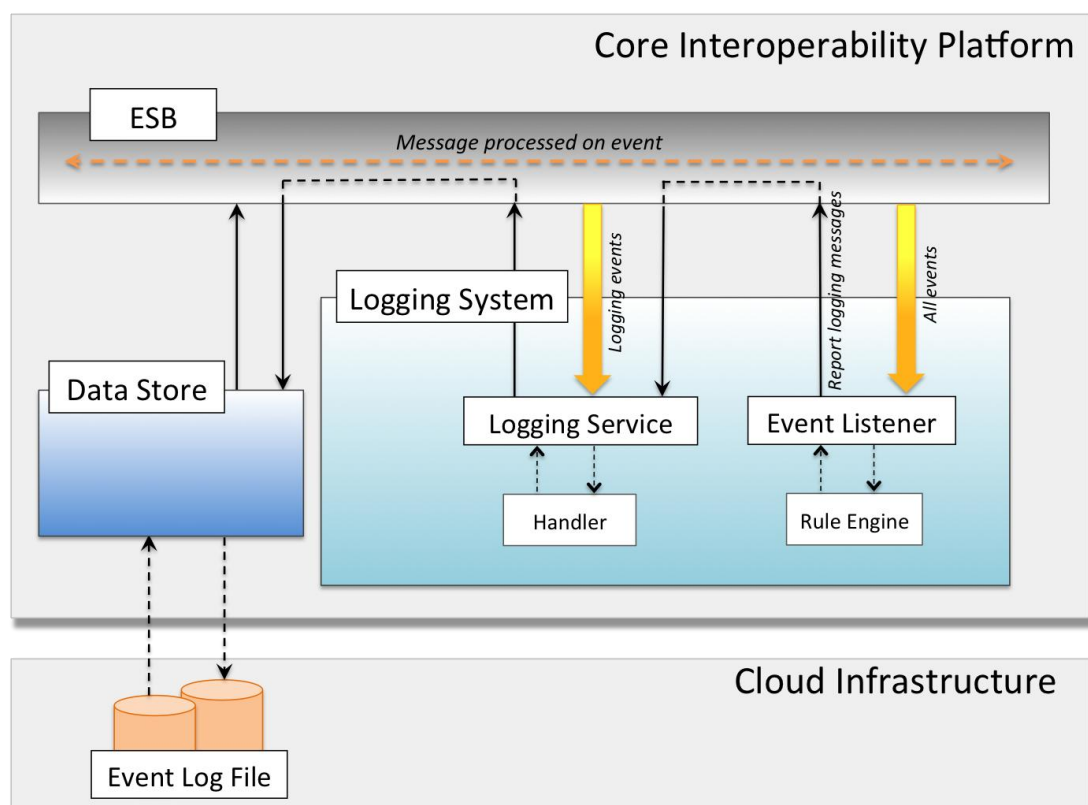 Core Interoperability Platform
ESB
Message processed on event
Logging events
Report logging messages
All events
Logging System
Data Store
Logging Service
Event Listener
Handler
Rule Engine
Cloud Infrastructure
Event Log File